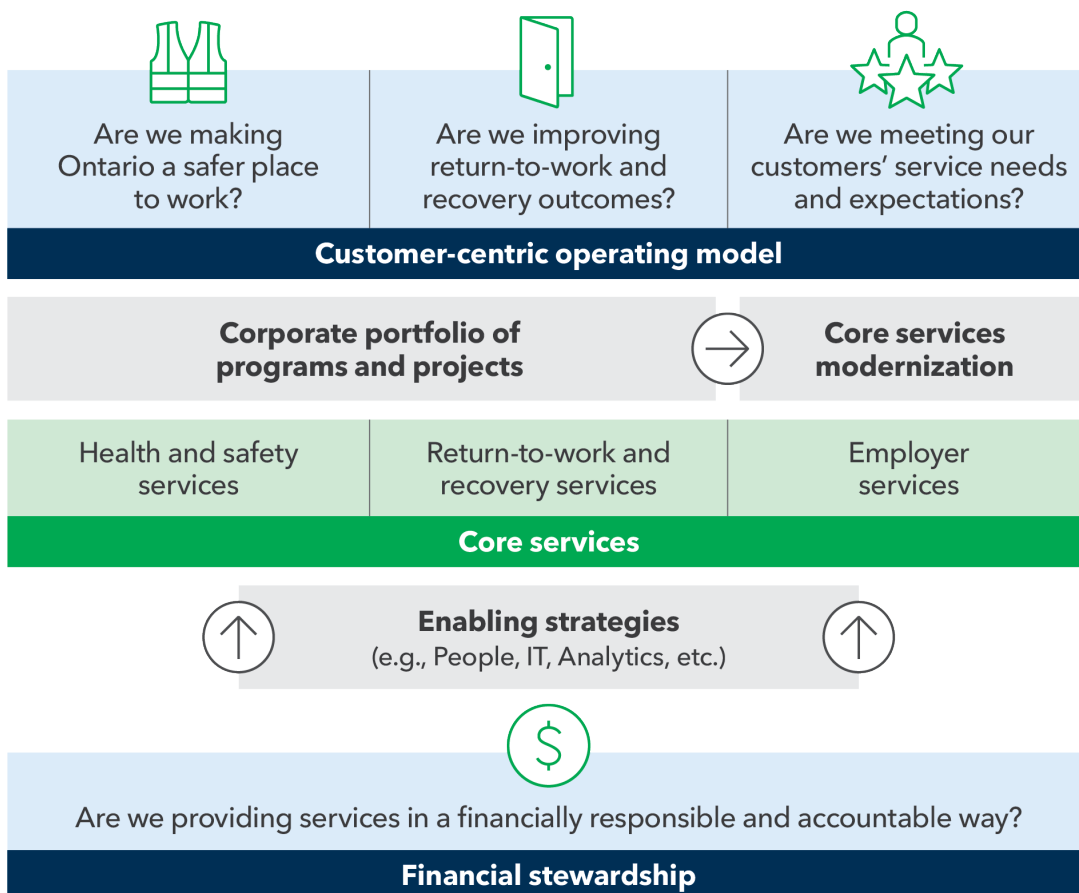 Are we making
Ontario a safer place
to work?
Are we improving
return-to-work and
recovery outcomes?
Are we meeting our
customers’ service needs
and expectations?
Customer-centric operating model
Corporate portfolio of
programs and projects
Core services
modernization
Health and safety
services
Return-to-work and
recovery services
Employer
services
Core services
Enabling strategies
(e.g., People, IT, Analytics, etc.)
$
Are we providing services in a financially responsible and accountable way?
Financial stewardship